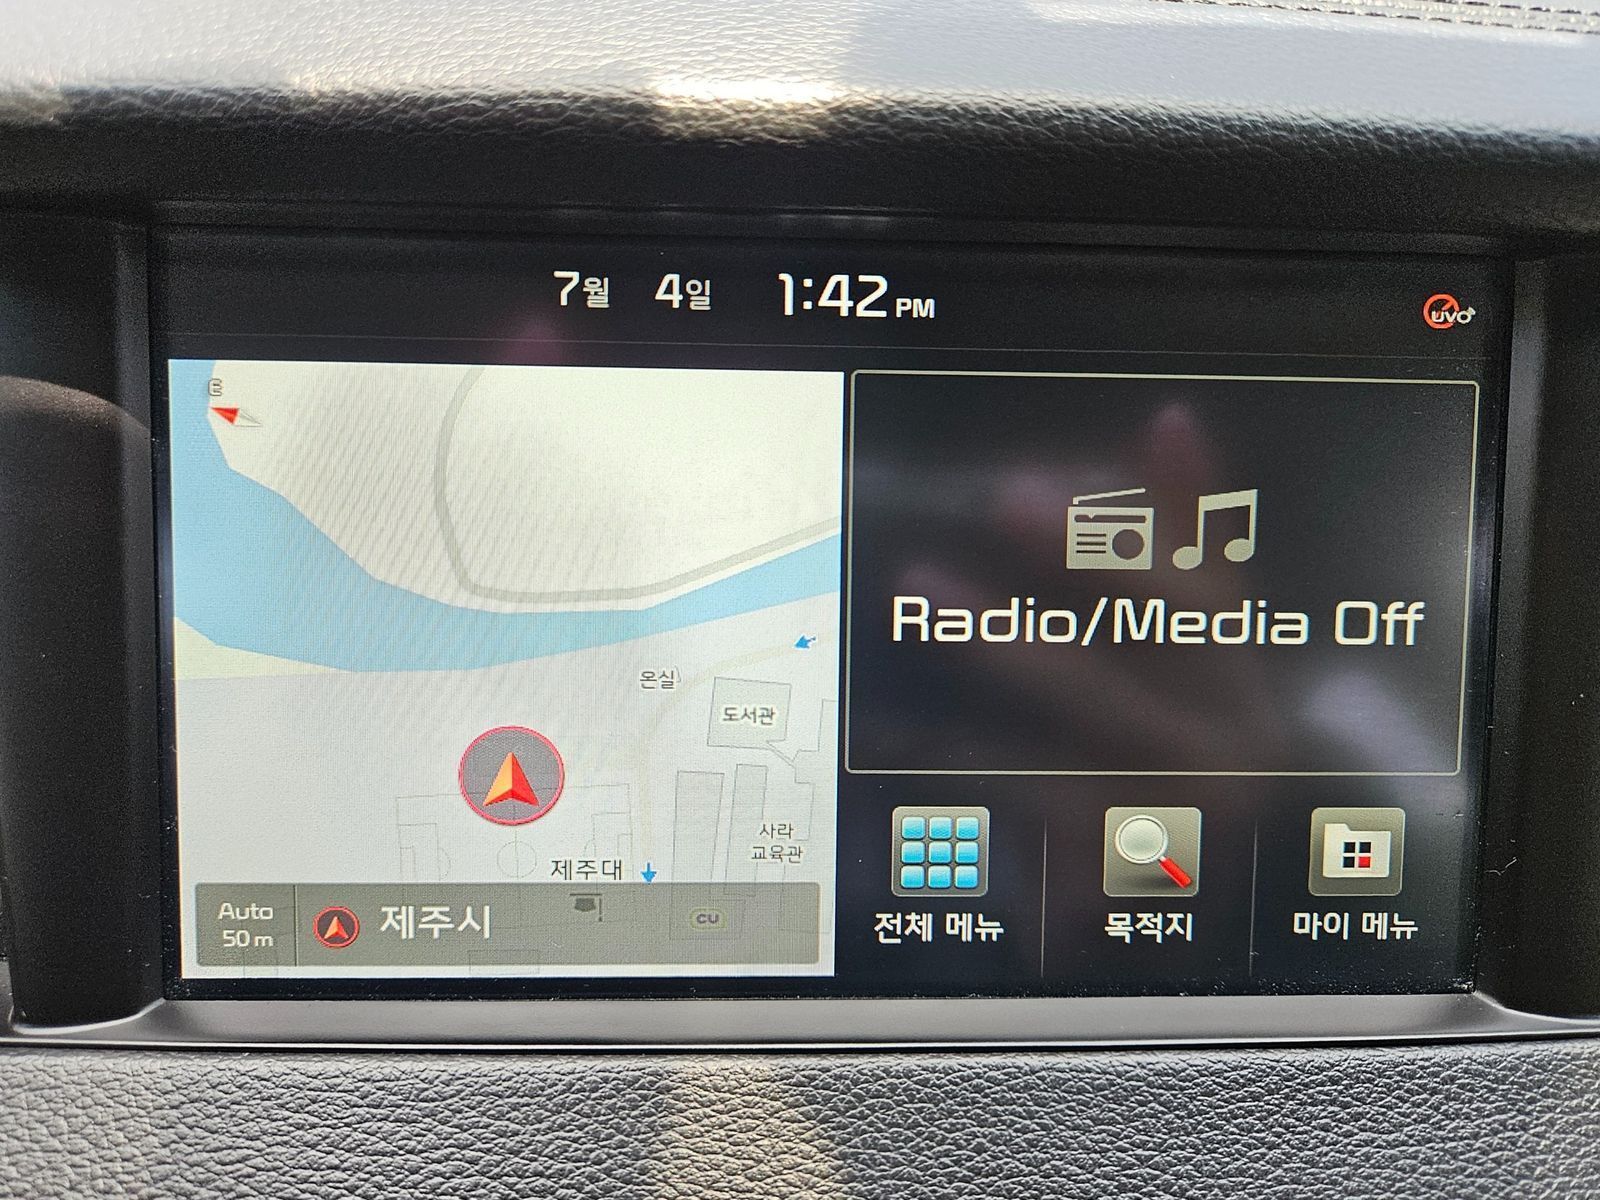 7월 4일 1:42 PM
UVO
E
Radio/Media Off
온실
도서관
사라
교육관
제주대
Auto
50 m
제주시
CU
전체 메뉴
목적지
마이 메뉴